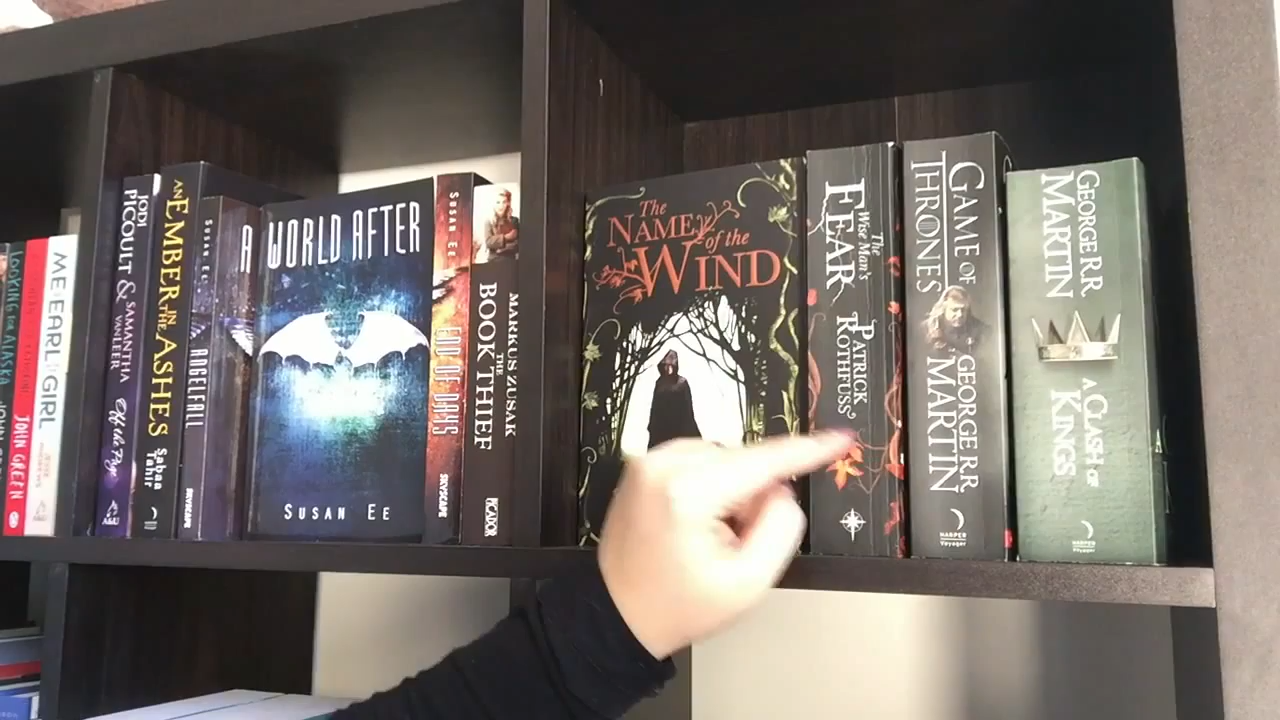 LOOKING FOR ALASKA
JOHN GREEN
ME & EARL & GIRL
JODI
PICOULT &
SAMANTHA
VAN LEER
Off the Page
A&U
AN EMBER IN THE ASHES
Sabaa
Tahir
SUSAN EE
ANGELFALL
SKYSCAPE
WORLD AFTER
SUSAN EE
SUSAN EE
END OF DAYS
SKYSCAPE
MARKUS ZUSAK
THE
BOOK THIEF
PICADOR
The
NAME of the
WIND
The
Wise Man's
FEAR
PATRICK
ROTHFUSS
GAME OF
THRONES
GEORGE R.R.
MARTIN
HARPER
Voyager
GEORGE R.R.
MARTIN
A CLASH OF
KINGS
HARPER
Voyager